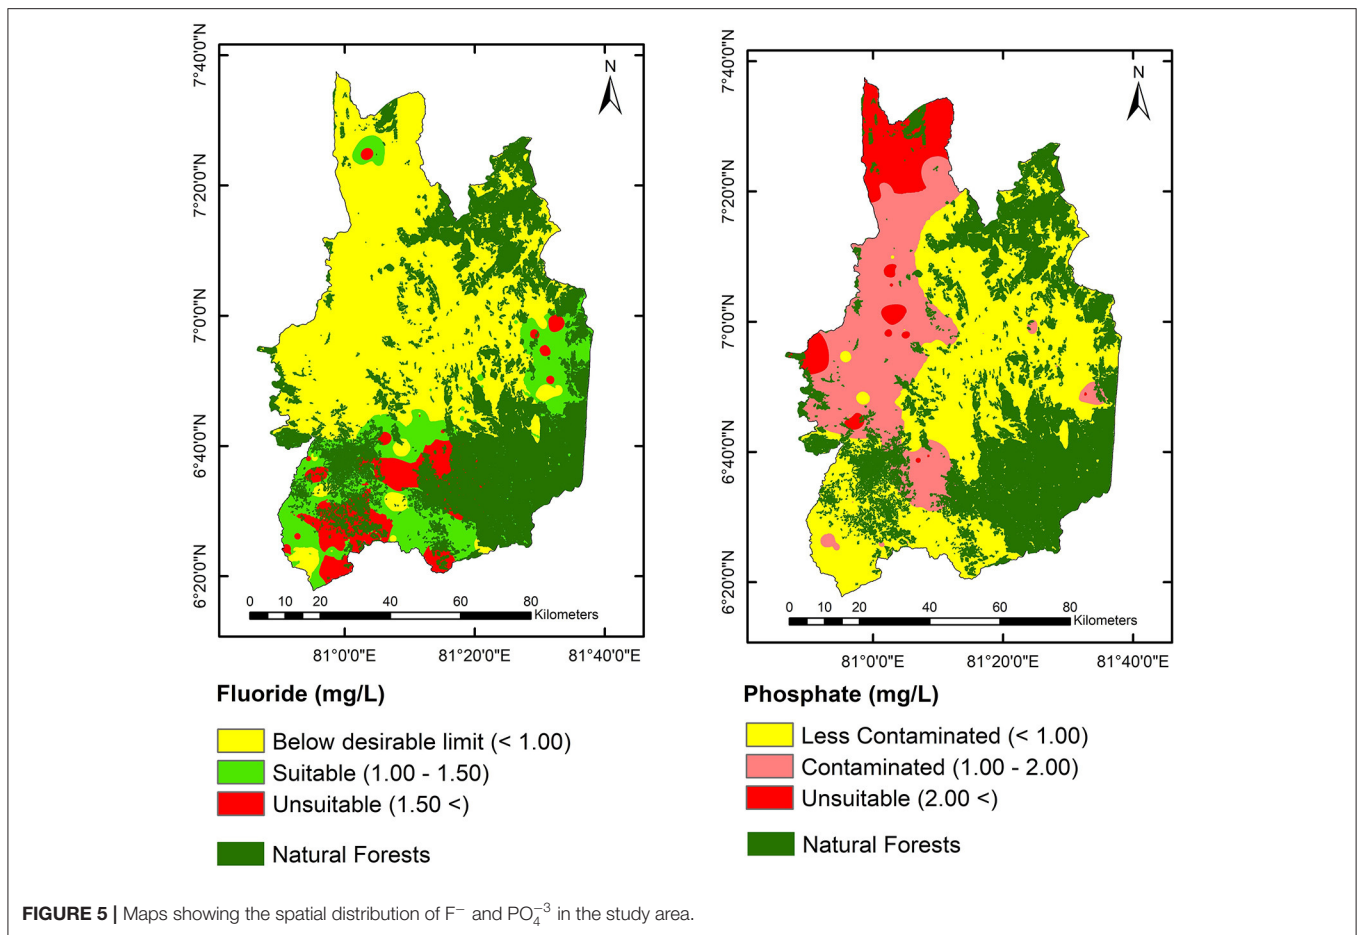 N
7°40'0"N
7°20'0"N
7°0'0"N
6°40'0"N
6°20'0"N
0 10 20 40 60 80
Kilometers
81°0'0"E 81°20'0"E 81°40'0"E
Fluoride (mg/L)
Below desirable limit (< 1.00)
Suitable (1.00 - 1.50)
Unsuitable (1.50 <)
Natural Forests
N
7°40'0"N
7°20'0"N
7°0'0"N
6°40'0"N
6°20'0"N
0 10 20 40 60 80
Kilometers
81°0'0"E 81°20'0"E 81°40'0"E
Phosphate (mg/L)
Less Contaminated (< 1.00)
Contaminated (1.00 - 2.00)
Unsuitable (2.00 <)
Natural Forests
FIGURE 5 | Maps showing the spatial distribution of F⁻ and PO₄⁻³ in the study area.